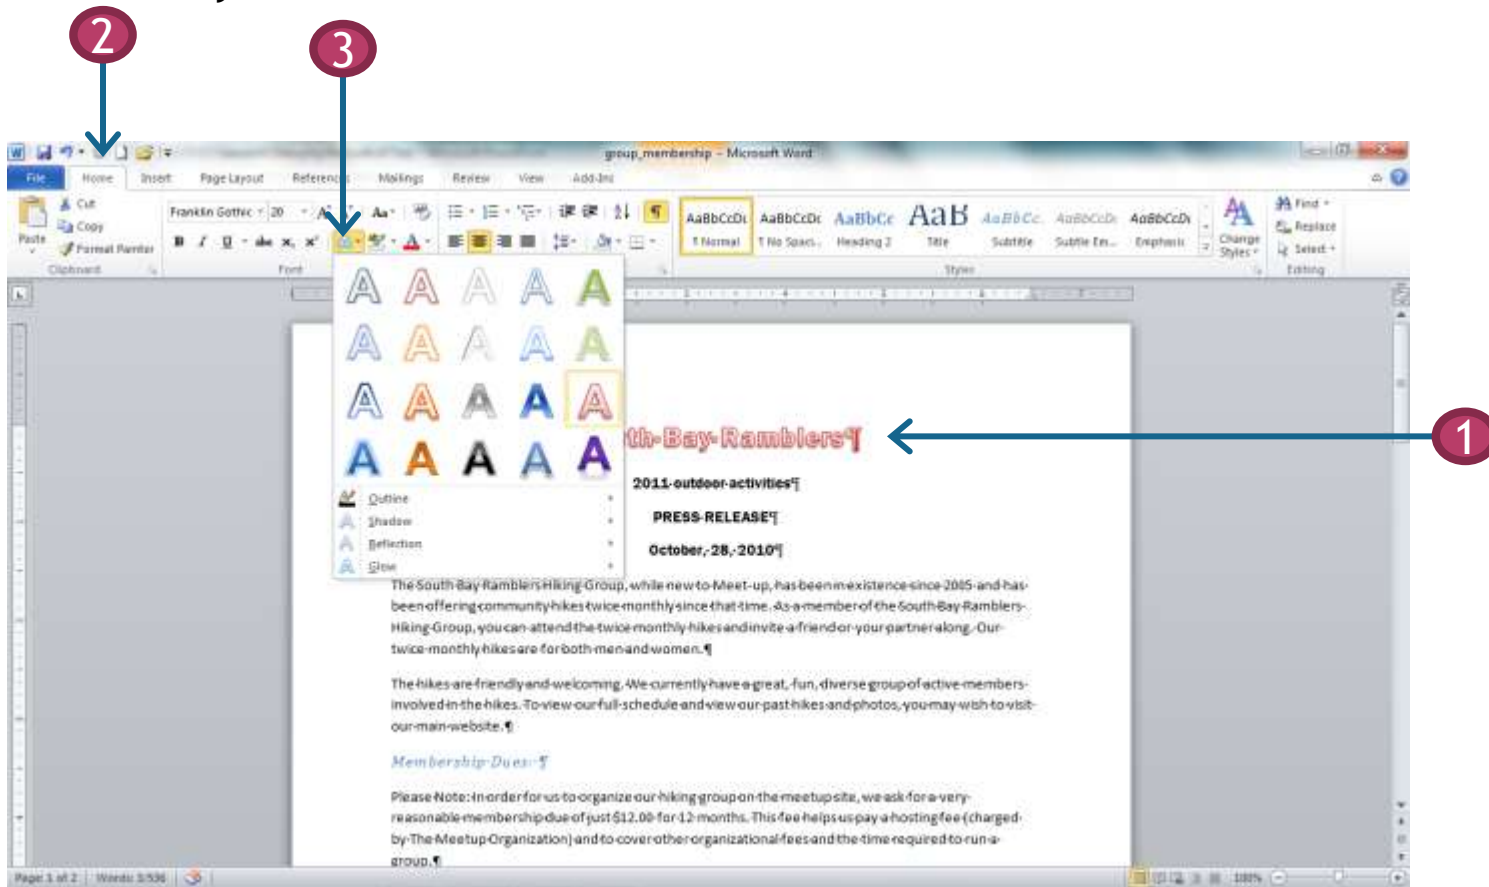 2
3
group_membership - Microsoft Word
File Home Insert Page Layout References Mailings Review View Add-Ins
Paste
Cut
Copy
Format Painter
Clipboard
Franklin Gothic 20
Aa
B I U abc x, x²
Font
AaBbCcDc AaBbCcDc AaBbCc AaB AaBbCc. AaBbCcDc AaBbCcDc
¶ Normal ¶ No Spaci... Heading 2 Title Subtitle Subtle Em... Emphasis
Change Styles
Styles
Find
Replace
Select
Editing
A A A A A
A A A A A
A A A A A
A A A A A
Outline
Shadow
Reflection
Glow
1
th·Bay·Ramblers¶
2011·outdoor·activities¶
PRESS·RELEASE¶
October,·28,·2010¶
The·South·Bay·Ramblers·Hiking·Group,·while·new·to·Meet-up,·has·been·in·existence·since·2005·and·has·
been·offering·community·hikes·twice·monthly·since·that·time.·As·a·member·of·the·South·Bay·Ramblers·
Hiking·Group,·you·can·attend·the·twice·monthly·hikes·and·invite·a·friend·or·your·partner·along.·Our·
twice-monthly·hikes·are·for·both·men·and·women.¶
The·hikes·are·friendly·and·welcoming.·We·currently·have·a·great,·fun,·diverse·group·of·active·members·
involved·in·the·hikes.·To·view·our·full·schedule·and·view·our·past·hikes·and·photos,·you·may·wish·to·visit·
our·main·website.¶
Membership·Dues:·¶
Please·Note:·In·order·for·us·to·organize·our·hiking·group·on·the·meetup·site,·we·ask·for·a·very·
reasonable·membership·due·of·just·$12.00·for·12·months.·This·fee·helps·us·pay·a·hosting·fee·(charged·
by·The·Meetup·Organization)·and·to·cover·other·organizational·fees·and·the·time·required·to·run·a·
group.¶
Page: 1 of 2 Words: 3/536
100%